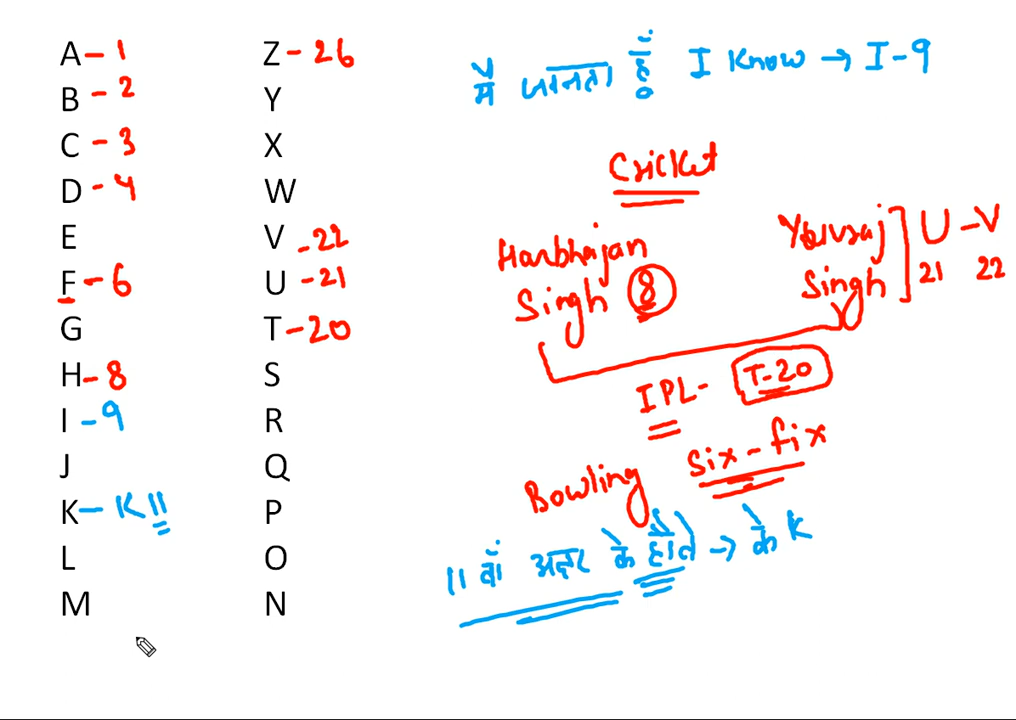 A - 1 Z - 26
B - 2 Y
C - 3 X
D - 4 W
E V - 22
F - 6 U - 21
G T - 20
H - 8 S
I - 9 R
J Q
K - K 11 P
L O
M N
मैं जानता हूँ I Know → I - 9
Cricket
Harbhajan
Singh 8
Yuvraj
Singh
U - V
21 22
IPL - T-20
Six - fix
Bowling
11 वाँ अक्षर के होते → के K